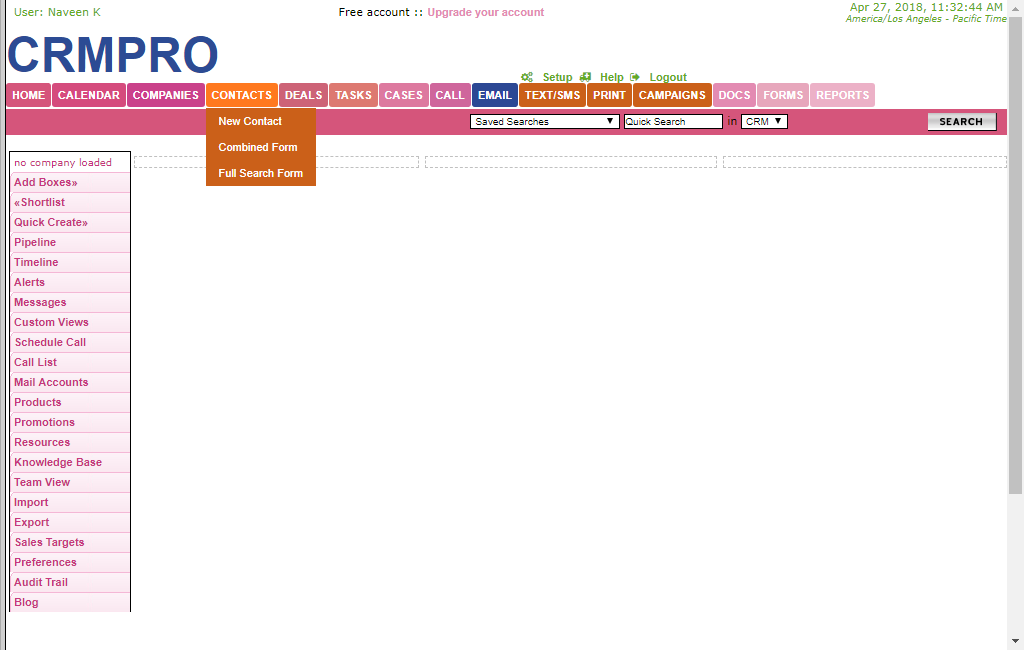 User: Naveen K
Free account :: Upgrade your account
Apr 27, 2018, 11:32:44 AM
America/Los Angeles - Pacific Time
CRMPRO
Setup Help Logout
HOME CALENDAR COMPANIES CONTACTS DEALS TASKS CASES CALL EMAIL TEXT/SMS PRINT CAMPAIGNS DOCS FORMS REPORTS
New Contact
Combined Form
Full Search Form
Saved Searches Quick Search in CRM SEARCH
no company loaded
Add Boxes»
«Shortlist
Quick Create»
Pipeline
Timeline
Alerts
Messages
Custom Views
Schedule Call
Call List
Mail Accounts
Products
Promotions
Resources
Knowledge Base
Team View
Import
Export
Sales Targets
Preferences
Audit Trail
Blog